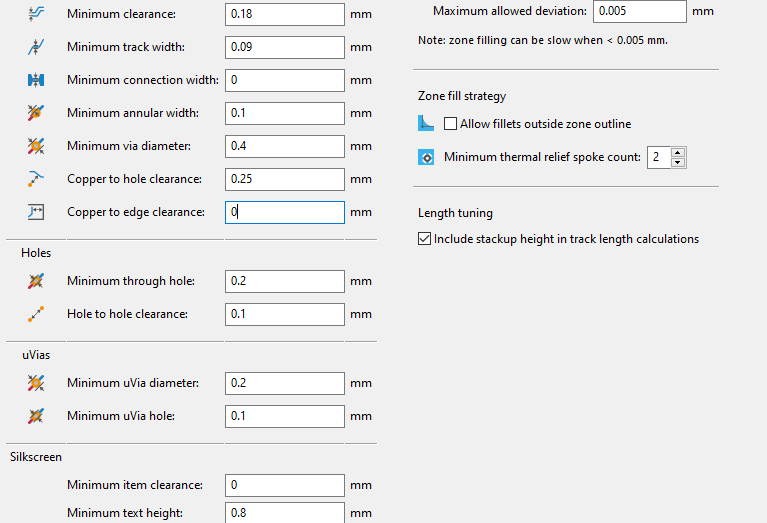 Minimum clearance: 0.18 mm
Minimum track width: 0.09 mm
Minimum connection width: 0 mm
Minimum annular width: 0.1 mm
Minimum via diameter: 0.4 mm
Copper to hole clearance: 0.25 mm
Copper to edge clearance: 0 mm
Holes
Minimum through hole: 0.2 mm
Hole to hole clearance: 0.1 mm
uVias
Minimum uVia diameter: 0.2 mm
Minimum uVia hole: 0.1 mm
Silkscreen
Minimum item clearance: 0 mm
Minimum text height: 0.8 mm
Maximum allowed deviation: 0.005 mm
Note: zone filling can be slow when < 0.005 mm.
Zone fill strategy
Allow fillets outside zone outline
Minimum thermal relief spoke count: 2
Length tuning
Include stackup height in track length calculations